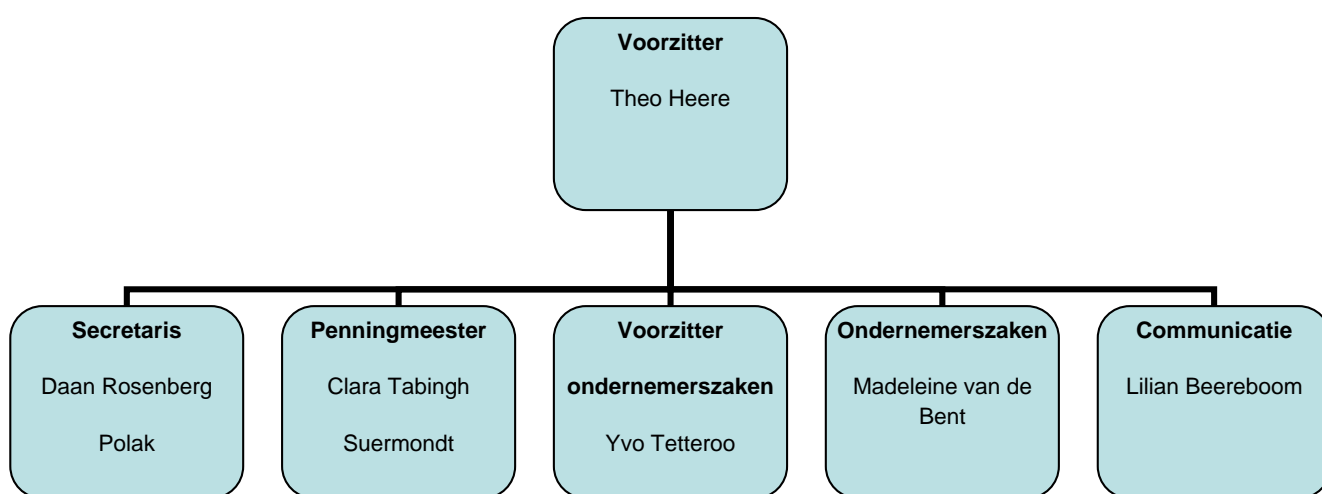 Voorzitter
Theo Heere
Secretaris
Daan Rosenberg
Polak
Penningmeester
Clara Tabingh
Suermondt
Voorzitter
ondernemerszaken
Yvo Tetteroo
Ondernemerszaken
Madeleine van de
Bent
Communicatie
Lilian Beereboom